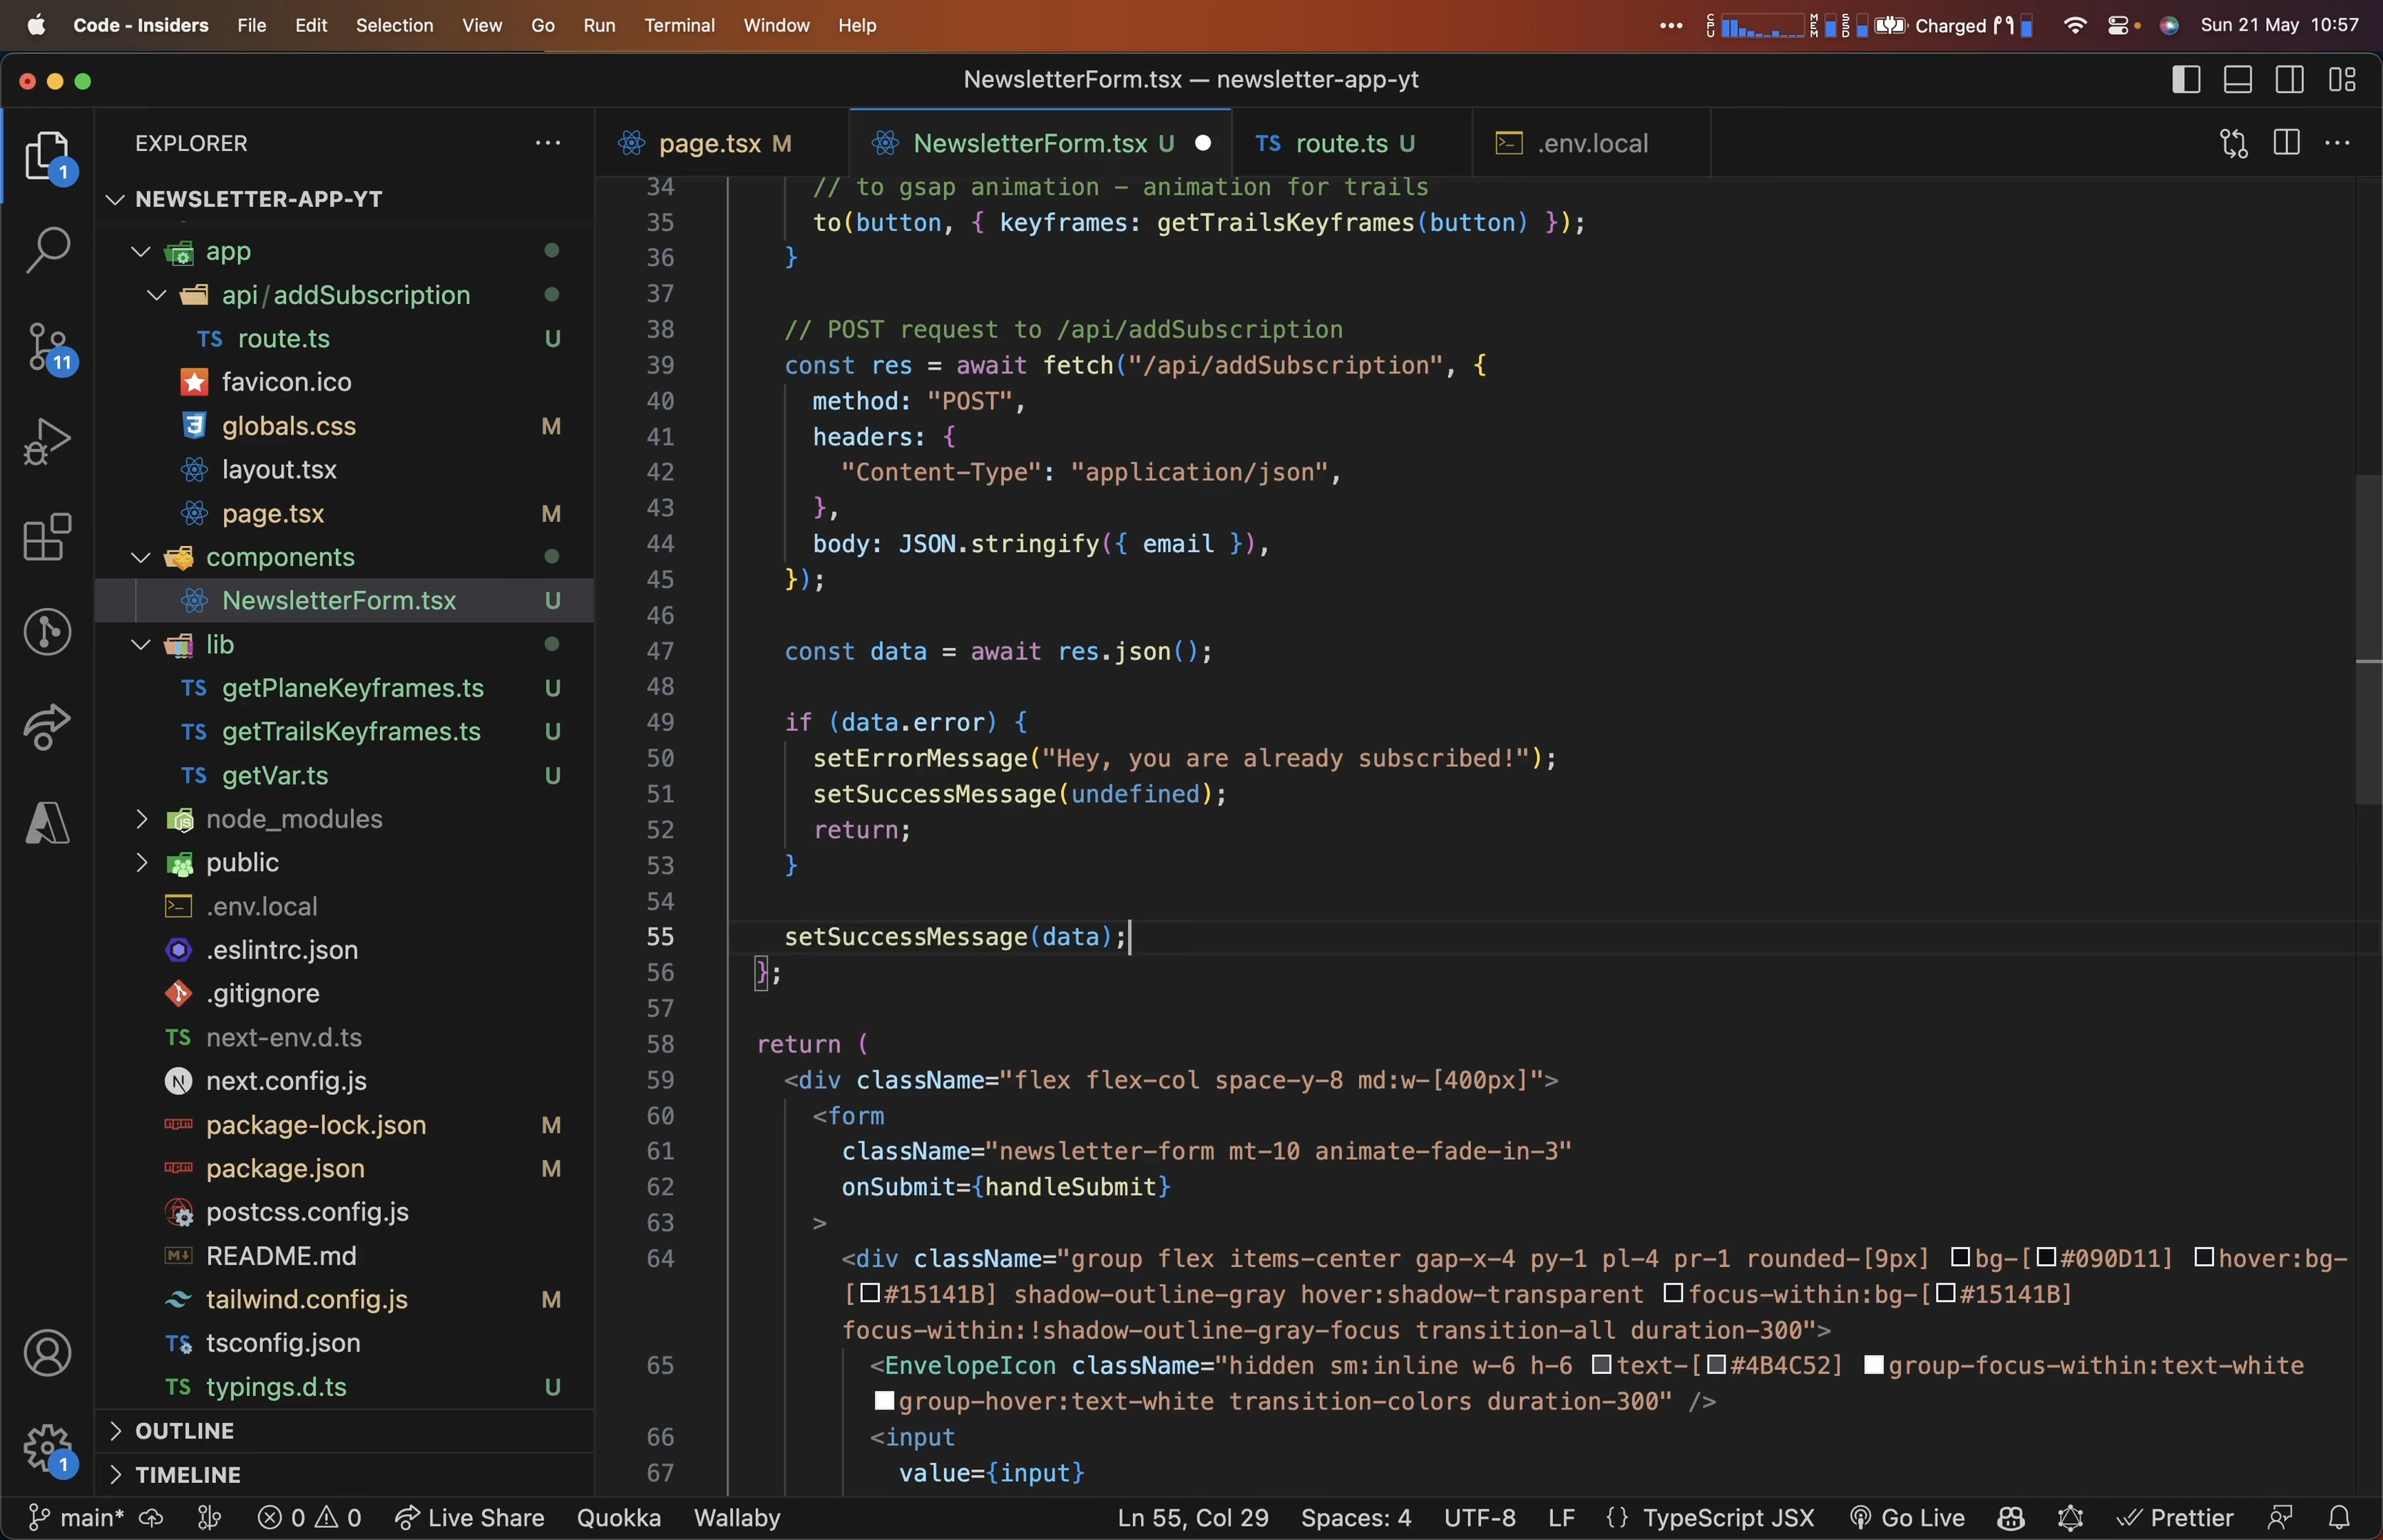 Code - Insiders File Edit Selection View Go Run Terminal Window Help
••• CPU MEM SSD Charged Sun 21 May 10:57
NewsletterForm.tsx — newsletter-app-yt
EXPLORER ···
page.tsx M NewsletterForm.tsx U TS route.ts U .env.local ···
NEWSLETTER-APP-YT
app
api/addSubscription
TS route.ts U
favicon.ico
globals.css M
layout.tsx
page.tsx M
components
NewsletterForm.tsx U
lib
TS getPlaneKeyframes.ts U
TS getTrailsKeyframes.ts U
TS getVar.ts U
node_modules
public
.env.local
.eslintrc.json
.gitignore
TS next-env.d.ts
N next.config.js
package-lock.json M
package.json M
postcss.config.js
M↓ README.md
tailwind.config.js M
TS tsconfig.json
TS typings.d.ts U
OUTLINE
TIMELINE
1
11
1
34 // to gsap animation - animation for trails
35 to(button, { keyframes: getTrailsKeyframes(button) });
36 }
37
38 // POST request to /api/addSubscription
39 const res = await fetch("/api/addSubscription", {
40 method: "POST",
41 headers: {
42 "Content-Type": "application/json",
43 },
44 body: JSON.stringify({ email }),
45 });
46
47 const data = await res.json();
48
49 if (data.error) {
50 setErrorMessage("Hey, you are already subscribed!");
51 setSuccessMessage(undefined);
52 return;
53 }
54
55 setSuccessMessage(data);
56 };
57
58 return (
59 <div className="flex flex-col space-y-8 md:w-[400px]">
60 <form
61 className="newsletter-form mt-10 animate-fade-in-3"
62 onSubmit={handleSubmit}
63 >
64 <div className="group flex items-center gap-x-4 py-1 pl-4 pr-1 rounded-[9px] bg-[#090D11] hover:bg-
[#15141B] shadow-outline-gray hover:shadow-transparent focus-within:bg-[#15141B]
focus-within:!shadow-outline-gray-focus transition-all duration-300">
65 <EnvelopeIcon className="hidden sm:inline w-6 h-6 text-[#4B4C52] group-focus-within:text-white
group-hover:text-white transition-colors duration-300" />
66 <input
67 value={input}
main* 0 0 Live Share Quokka Wallaby Ln 55, Col 29 Spaces: 4 UTF-8 LF {} TypeScript JSX Go Live Prettier